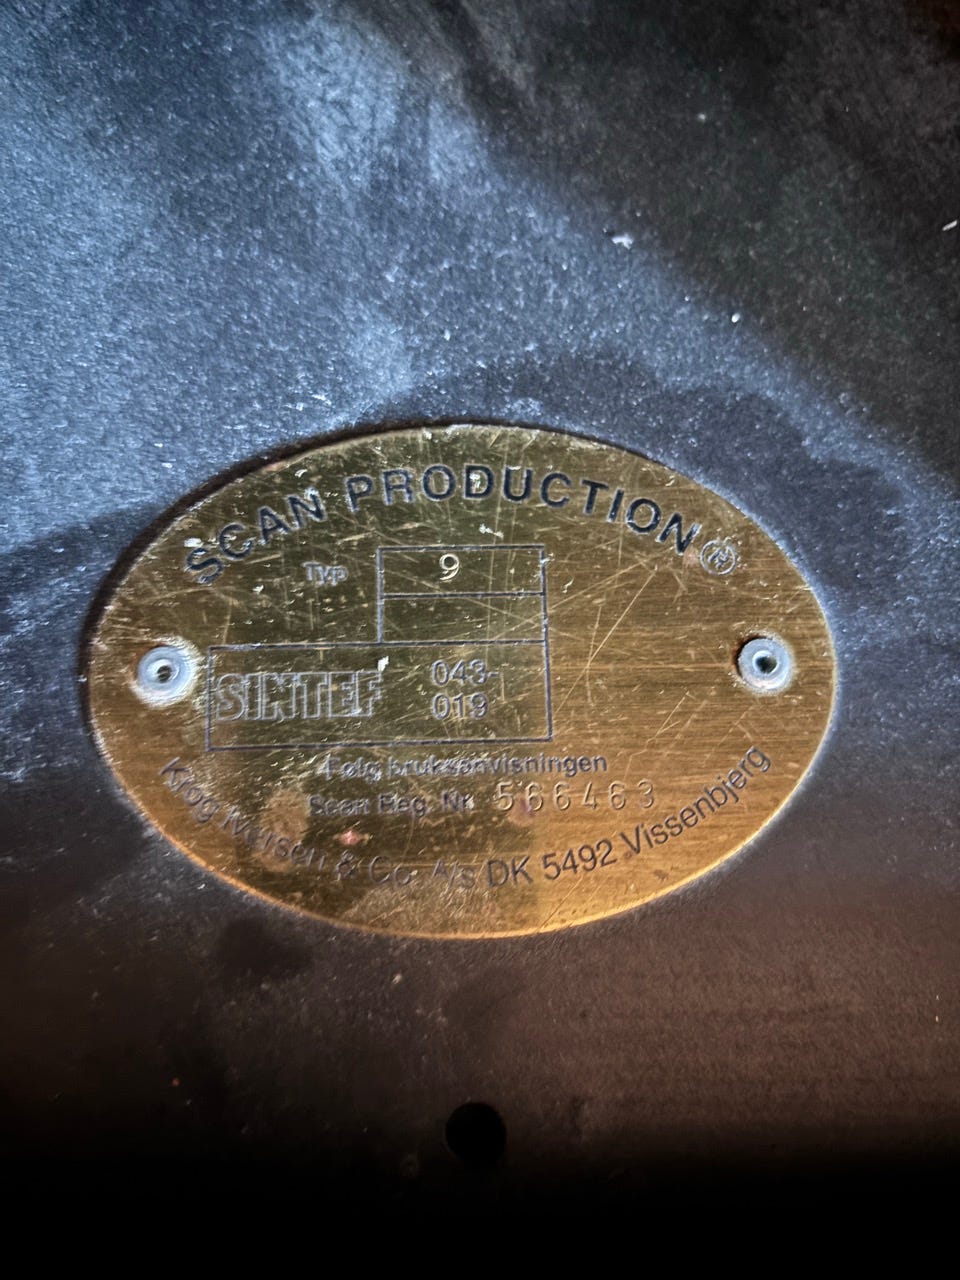 SCAN PRODUCTION ®
Typ 9
SINTEF 043-
019
Følg bruksanvisningen
Scan Reg. Nr. 566463
Krog Iversen & Co. A/s DK 5492 Vissenbjerg